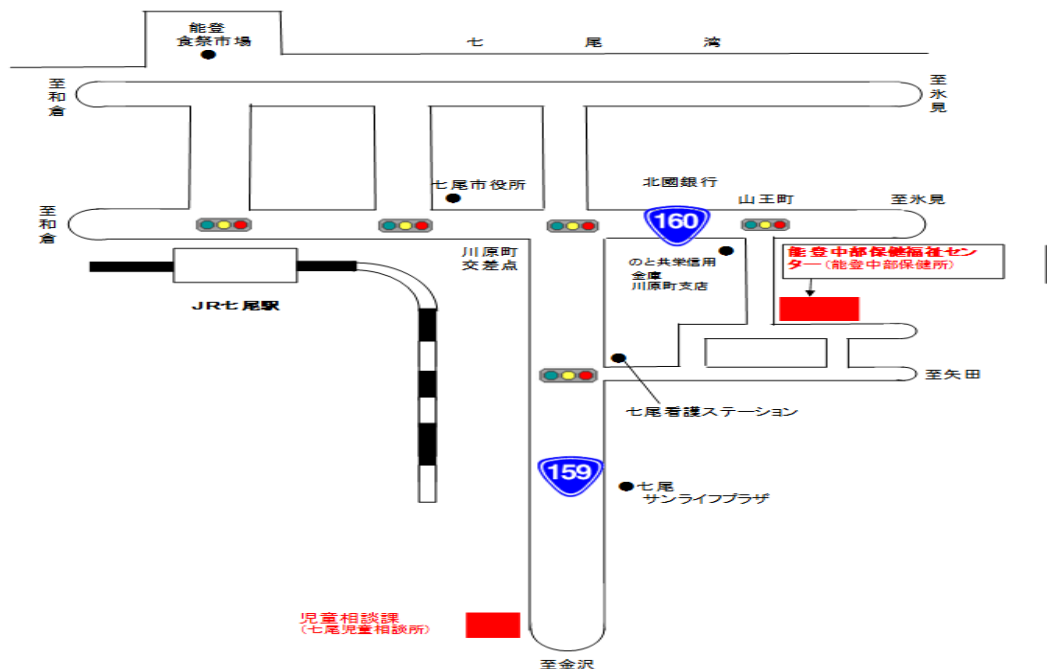 能登
食祭市場
七尾湾
至和倉
至氷見
七尾市役所
北國銀行
山王町
至氷見
至和倉
160
川原町
交差点
のと共栄信用
金庫
川原町支店
能登中部保健福祉セン
ター(能登中部保健所)
JR七尾駅
至矢田
七尾看護ステーション
159
七尾
サンライフプラザ
児童相談課
(七尾児童相談所)
至金沢